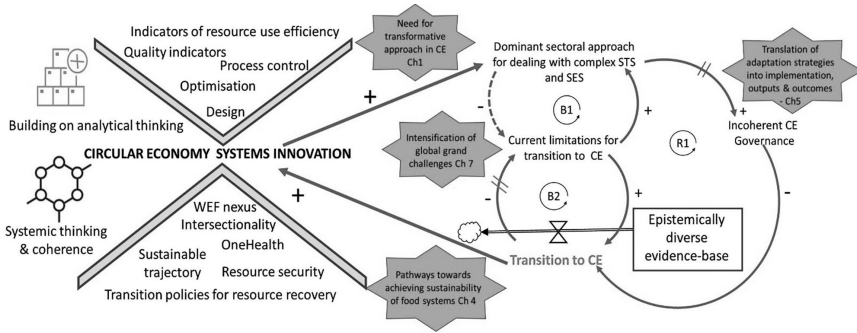 Indicators of resource use efficiency
Quality indicators
Process control
Optimisation
Design
Building on analytical thinking
CIRCULAR ECONOMY SYSTEMS INNOVATION
Systemic thinking
& coherence
WEF nexus
Intersectionality
OneHealth
Sustainable
trajectory
Resource security
Transition policies for resource recovery
Need for
transformative
approach in CE
Ch1
+
+
Dominant sectoral approach
for dealing with complex STS
and SES
-
B1
+
Intensification of
global grand
challenges Ch 7
Current limitations for
transition to CE
-
B2
+
Transition to CE
Pathways towards
achieving sustainability
of food systems Ch 4
Translation of
adaptation strategies
into implementation,
outputs & outcomes
- Ch5
+
Incoherent CE
Governance
R1
-
Epistemically
diverse
evidence-base